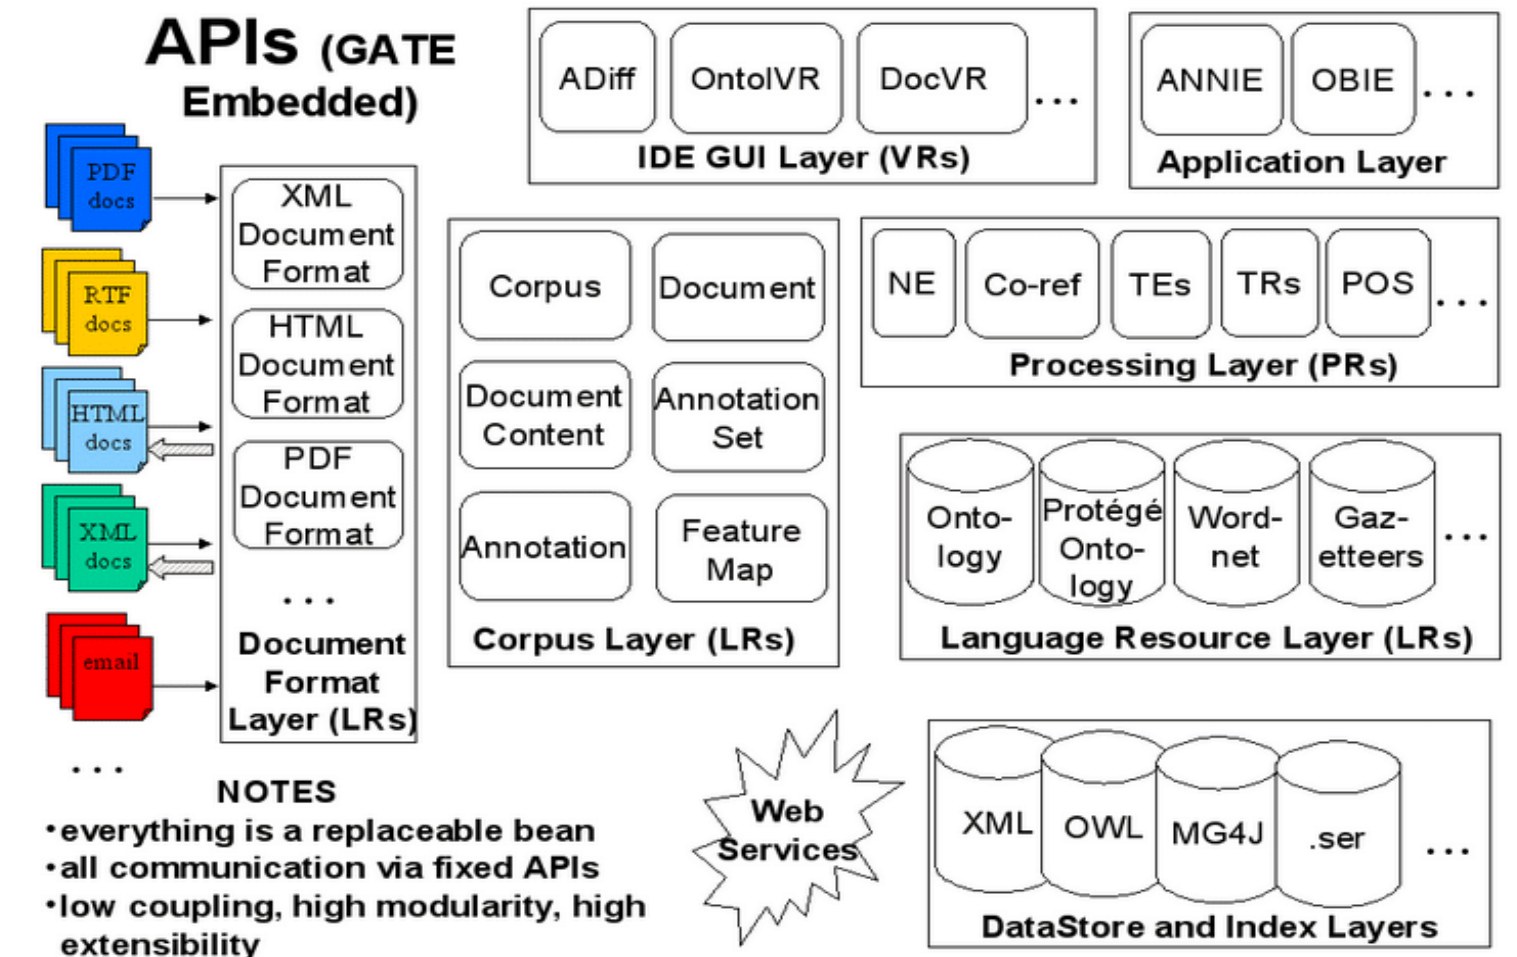 APIs (GATE
Embedded)
PDF
docs
RTF
docs
HTML
docs
XML
docs
email
...
XML
Document
Format
HTML
Document
Format
PDF
Document
Format
...
Document
Format
Layer (LRs)
ADiff
OntolVR
DocVR
...
IDE GUI Layer (VRs)
ANNIE
OBIE
...
Application Layer
Corpus
Document
Document
Content
Annotation
Set
Annotation
Feature
Map
Corpus Layer (LRs)
NE
Co-ref
TEs
TRs
POS
...
Processing Layer (PRs)
Onto-
logy
Protégé
Onto-
logy
Word-
net
Gaz-
etteers
...
Language Resource Layer (LRs)
NOTES
•everything is a replaceable bean
•all communication via fixed APIs
•low coupling, high modularity, high
extensibility
Web
Services
XML
OWL
MG4J
.ser
...
DataStore and Index Layers